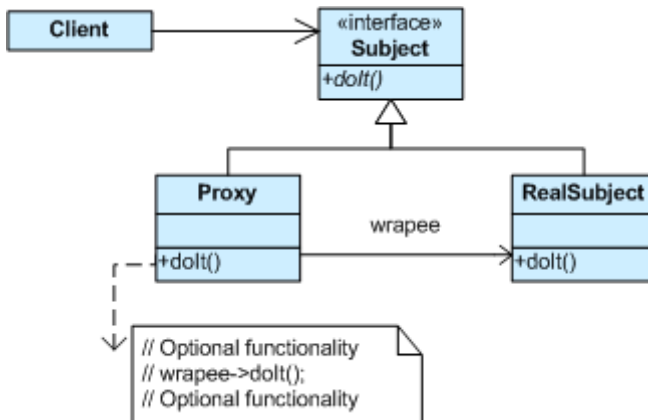 Client
«interface»
Subject
+doIt()
Proxy
RealSubject
wrapee
+doIt()
+doIt()
// Optional functionality
// wrapee->doIt();
// Optional functionality